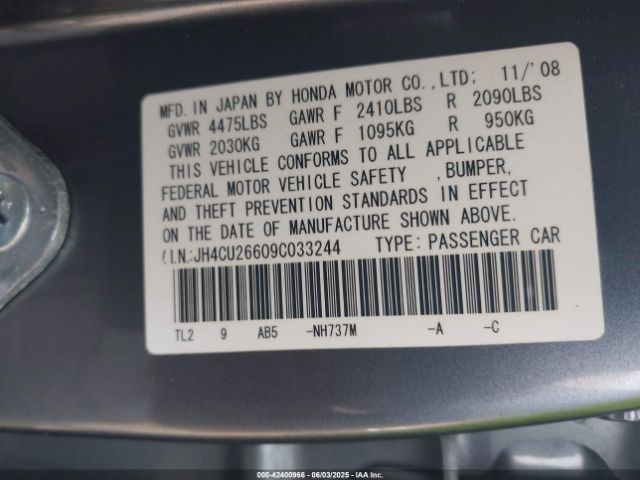 MFD. IN JAPAN BY HONDA MOTOR CO.,LTD: 11/'08
GVWR 4475LBS GAWR F 2410LBS R 2090LBS
GVWR 2030KG GAWR F 1095KG R 950KG
THIS VEHICLE CONFORMS TO ALL APPLICABLE
FEDERAL MOTOR VEHICLE SAFETY ,BUMPER,
AND THEFT PREVENTION STANDARDS IN EFFECT
ON THE DATE OF MANUFACTURE SHOWN ABOVE.
.I.N:JH4CU26609C033244 TYPE: PASSENGER CAR
TL2 9 AB5 -NH737M -A -C
000-42400966 - 06/03/2025 - IAA Inc.